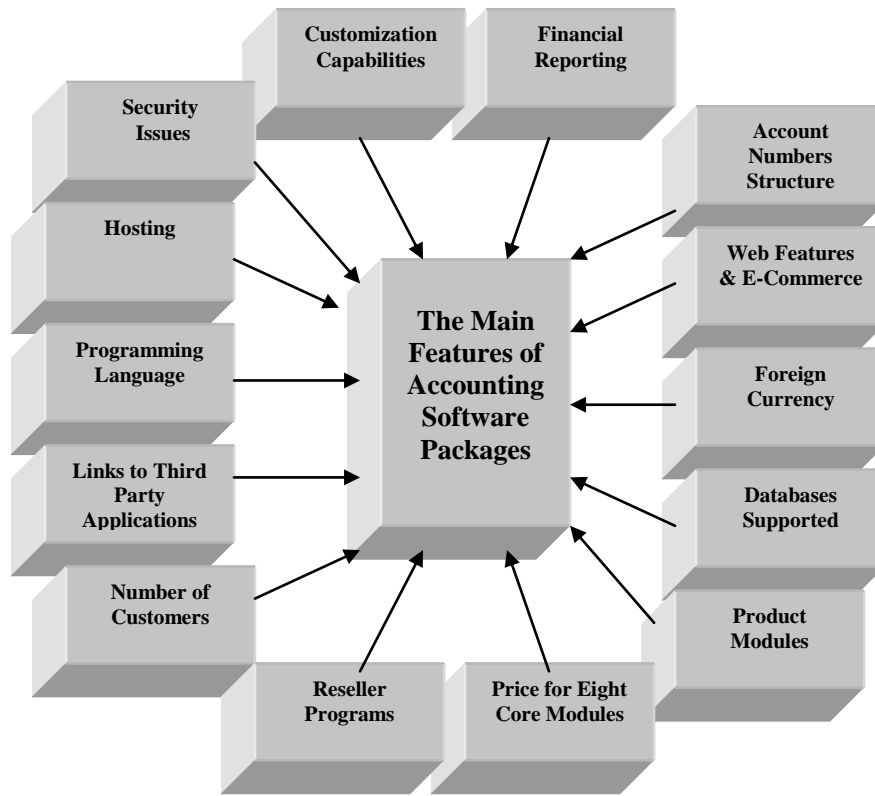 Customization
Capabilities
Financial
Reporting
Security
Issues
Account
Numbers
Structure
Hosting
Web Features
& E-Commerce
The Main
Features of
Accounting
Software
Packages
Programming
Language
Foreign
Currency
Links to Third
Party
Applications
Databases
Supported
Number of
Customers
Product
Modules
Reseller
Programs
Price for Eight
Core Modules